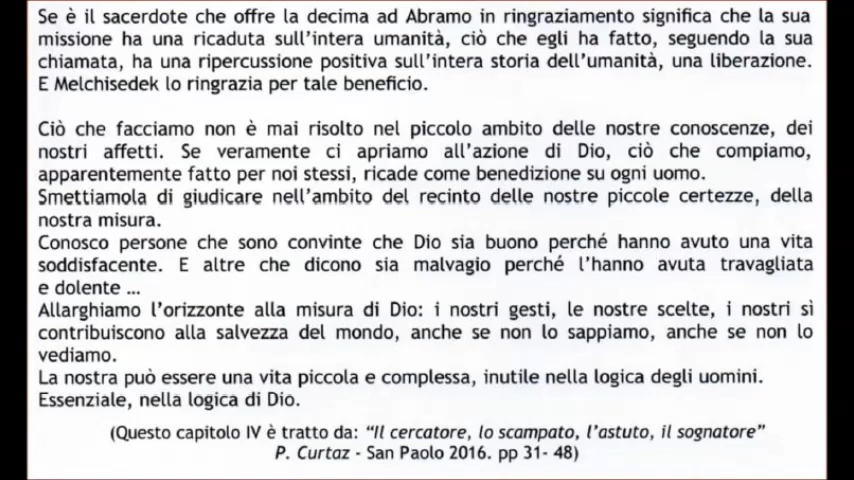 Se è il sacerdote che offre la decima ad Abramo in ringraziamento significa che la sua
missione ha una ricaduta sull'intera umanità, ciò che egli ha fatto, seguendo la sua
chiamata, ha una ripercussione positiva sull'intera storia dell'umanità, una liberazione.
E Melchisedek lo ringrazia per tale beneficio.
Ciò che facciamo non è mai risolto nel piccolo ambito delle nostre conoscenze, dei
nostri affetti. Se veramente ci apriamo all'azione di Dio, ciò che compiamo,
apparentemente fatto per noi stessi, ricade come benedizione su ogni uomo.
Smettiamola di giudicare nell'ambito del recinto delle nostre piccole certezze, della
nostra misura.
Conosco persone che sono convinte che Dio sia buono perché hanno avuto una vita
soddisfacente. E altre che dicono sia malvagio perché l'hanno avuta travagliata
e dolente ...
Allarghiamo l'orizzonte alla misura di Dio: i nostri gesti, le nostre scelte, i nostri sì
contribuiscono alla salvezza del mondo, anche se non lo sappiamo, anche se non lo
vediamo.
La nostra può essere una vita piccola e complessa, inutile nella logica degli uomini.
Essenziale, nella logica di Dio.
(Questo capitolo IV è tratto da: "Il cercatore, lo scampato, l'astuto, il sognatore"
P. Curtaz - San Paolo 2016. pp 31- 48)